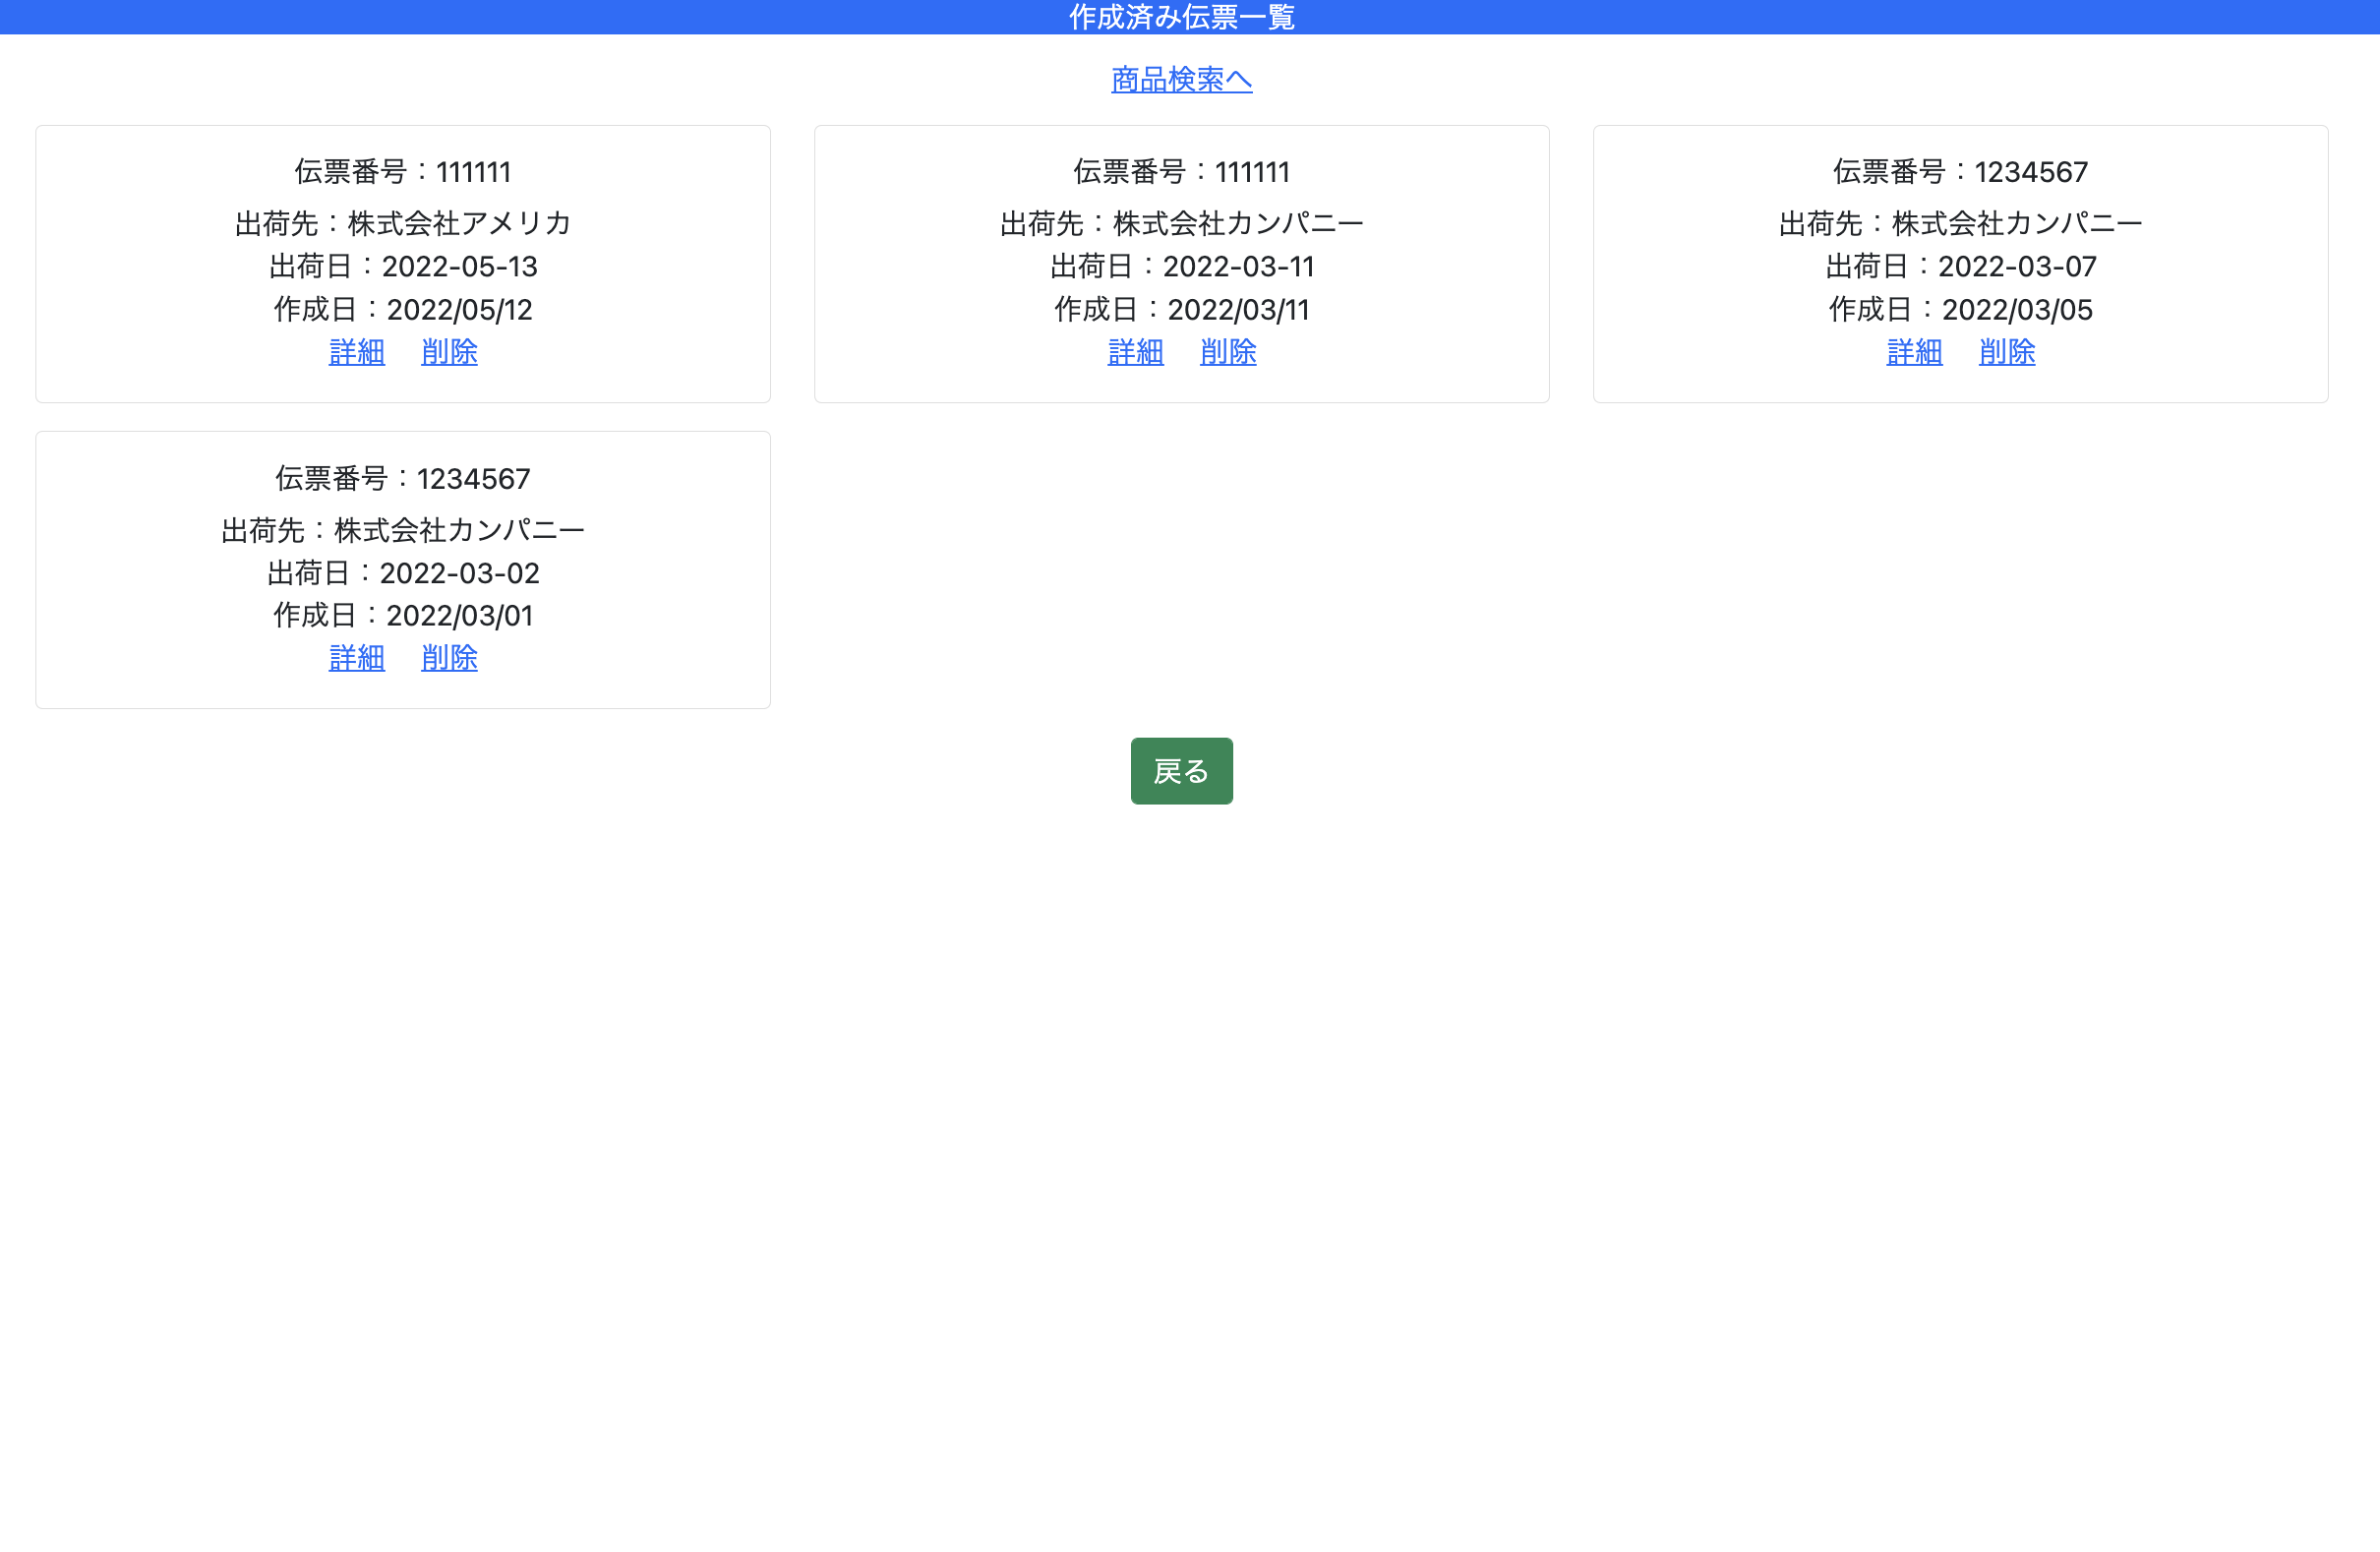 作成済み伝票一覧
商品検索へ
伝票番号：111111
出荷先：株式会社アメリカ
出荷日：2022-05-13
作成日：2022/05/12
詳細 削除
伝票番号：111111
出荷先：株式会社カンパニー
出荷日：2022-03-11
作成日：2022/03/11
詳細 削除
伝票番号：1234567
出荷先：株式会社カンパニー
出荷日：2022-03-07
作成日：2022/03/05
詳細 削除
伝票番号：1234567
出荷先：株式会社カンパニー
出荷日：2022-03-02
作成日：2022/03/01
詳細 削除
戻る